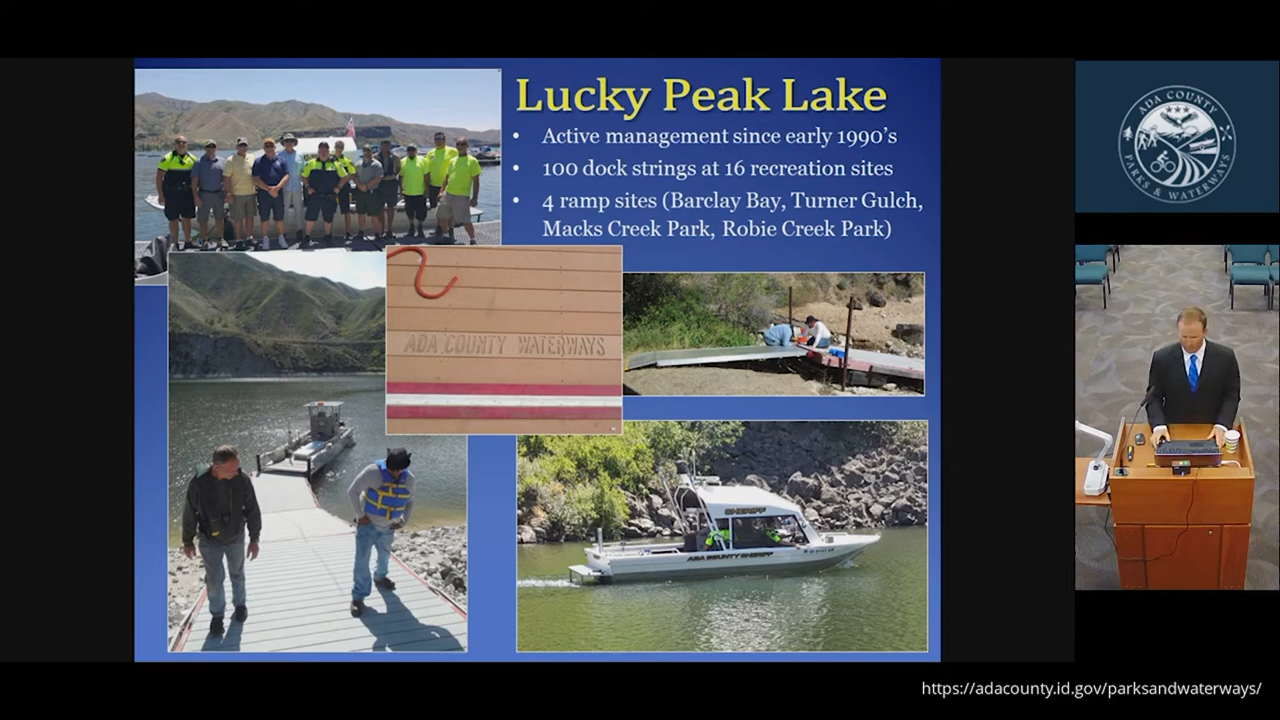 Lucky Peak Lake
• Active management since early 1990’s
• 100 dock strings at 16 recreation sites
• 4 ramp sites (Barclay Bay, Turner Gulch,
Macks Creek Park, Robie Creek Park)
ADA COUNTY WATERWAYS
SHERIFF
ADA COUNTY SHERIFF
ADA COUNTY
PARKS & WATERWAYS
https://adacounty.id.gov/parksandwaterways/